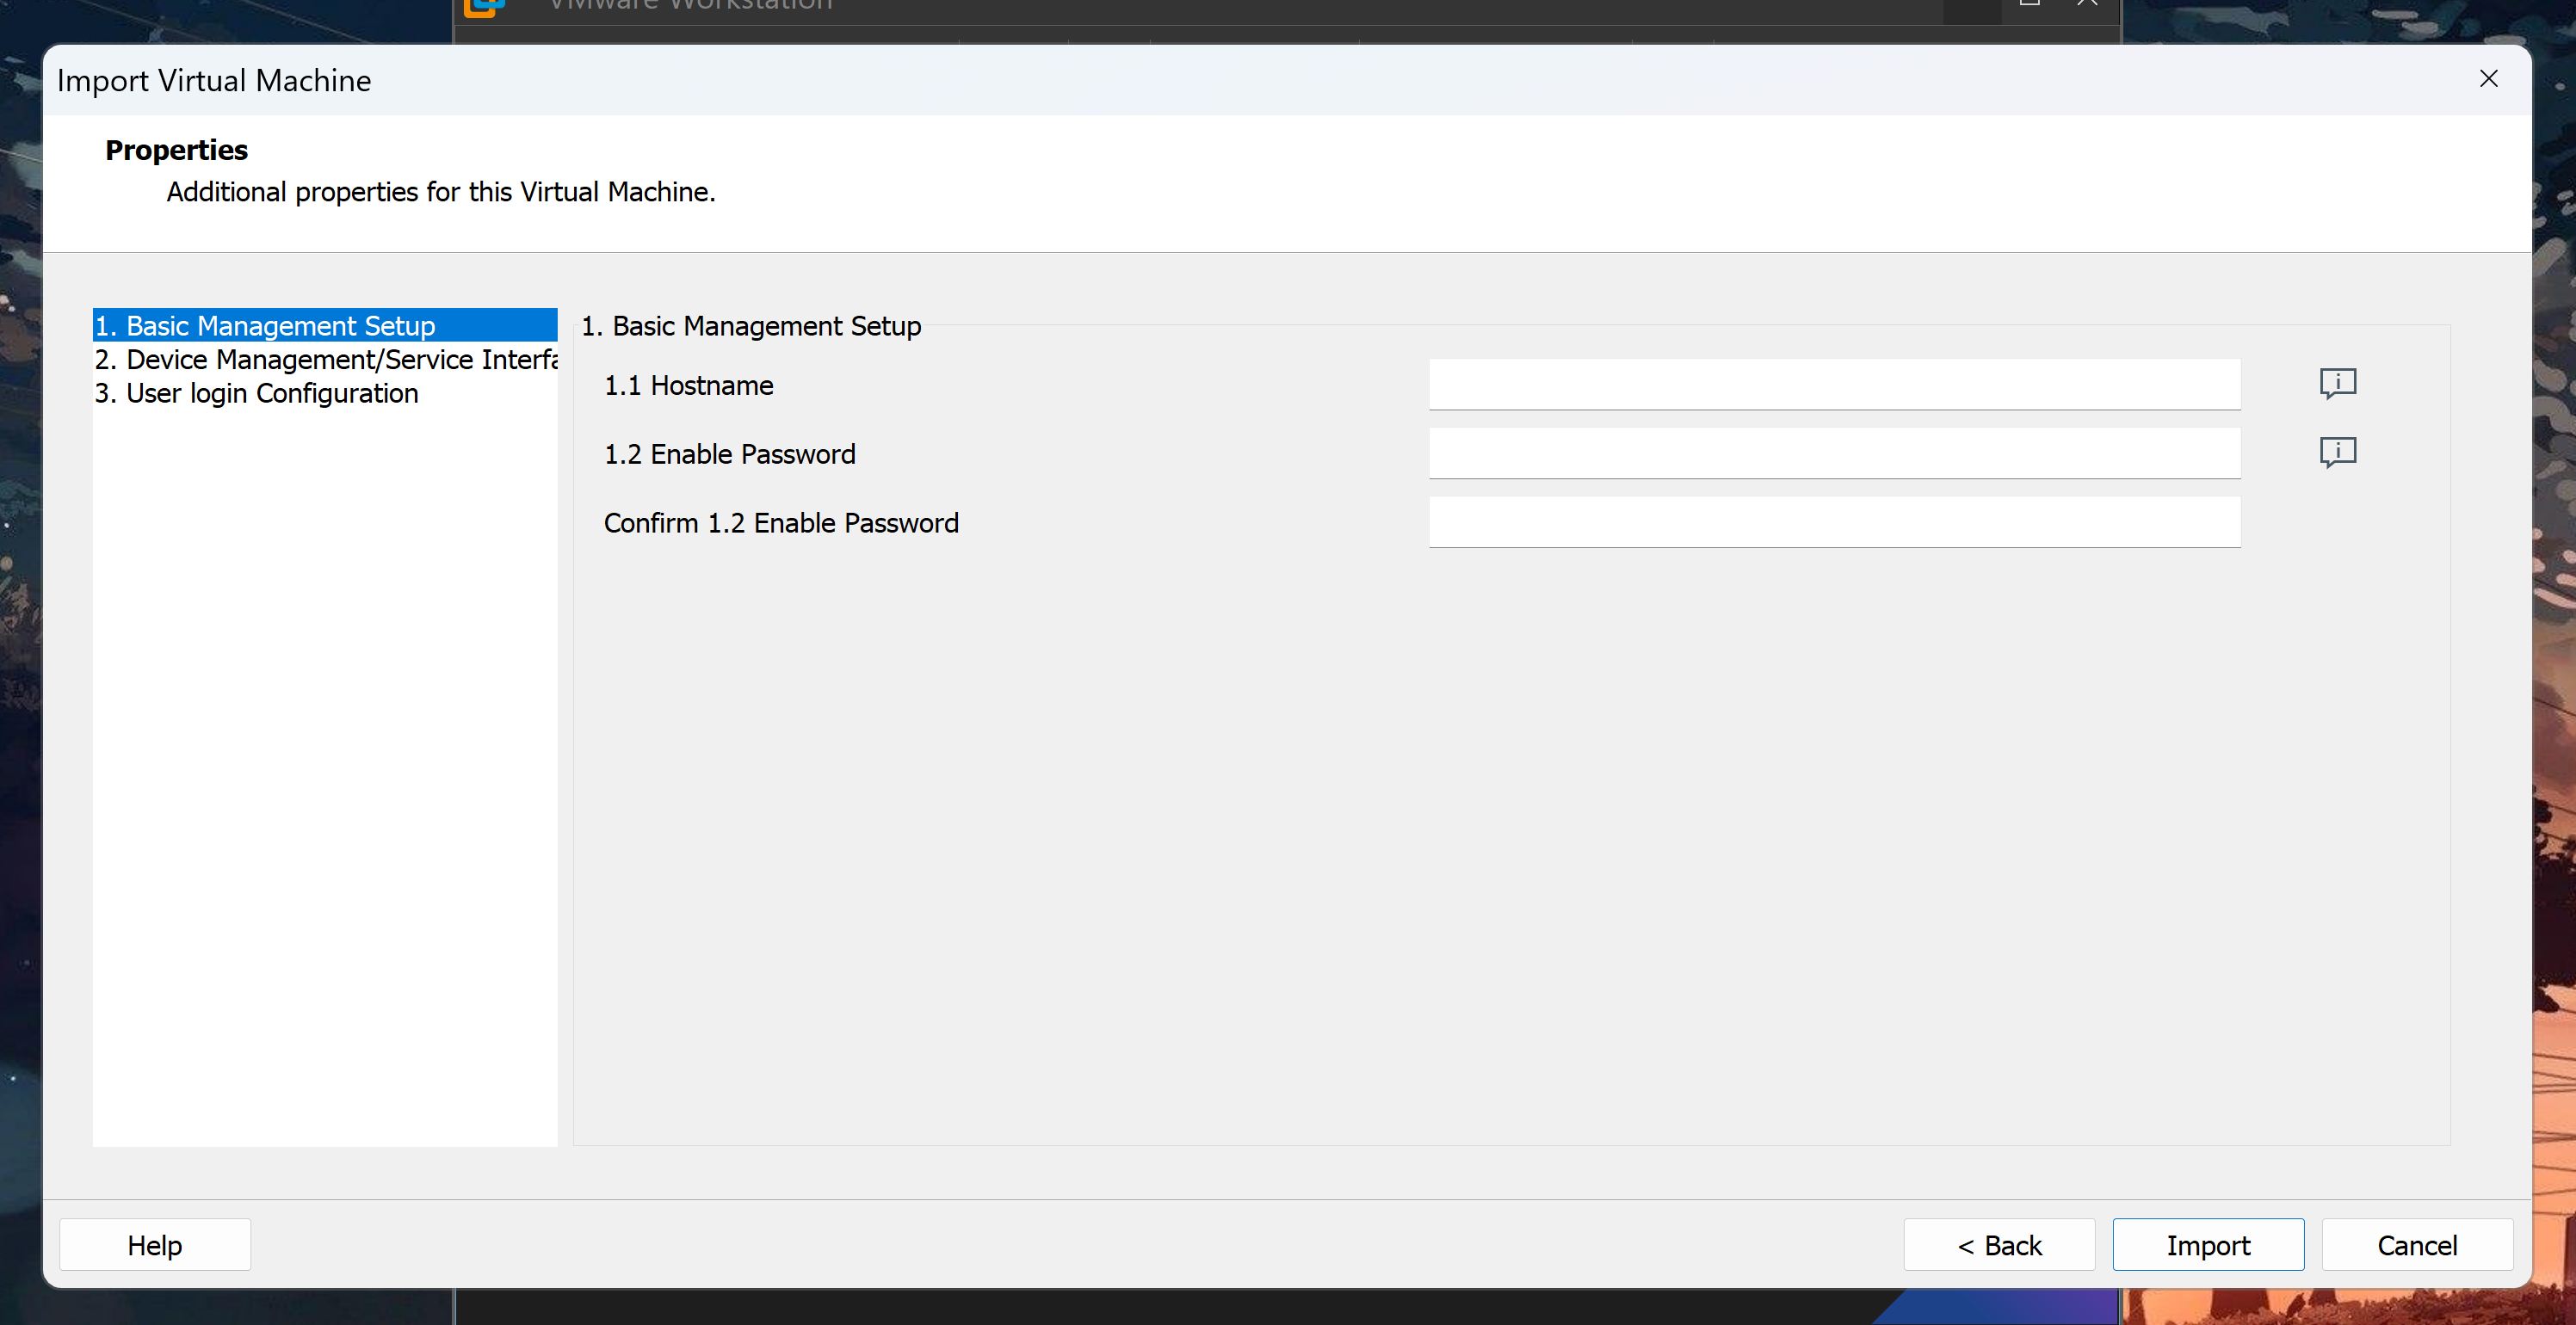 VMware Workstation
Import Virtual Machine
Properties
Additional properties for this Virtual Machine.
1. Basic Management Setup
2. Device Management/Service Interfa
3. User login Configuration
1. Basic Management Setup
1.1 Hostname
1.2 Enable Password
Confirm 1.2 Enable Password
Help
< Back
Import
Cancel